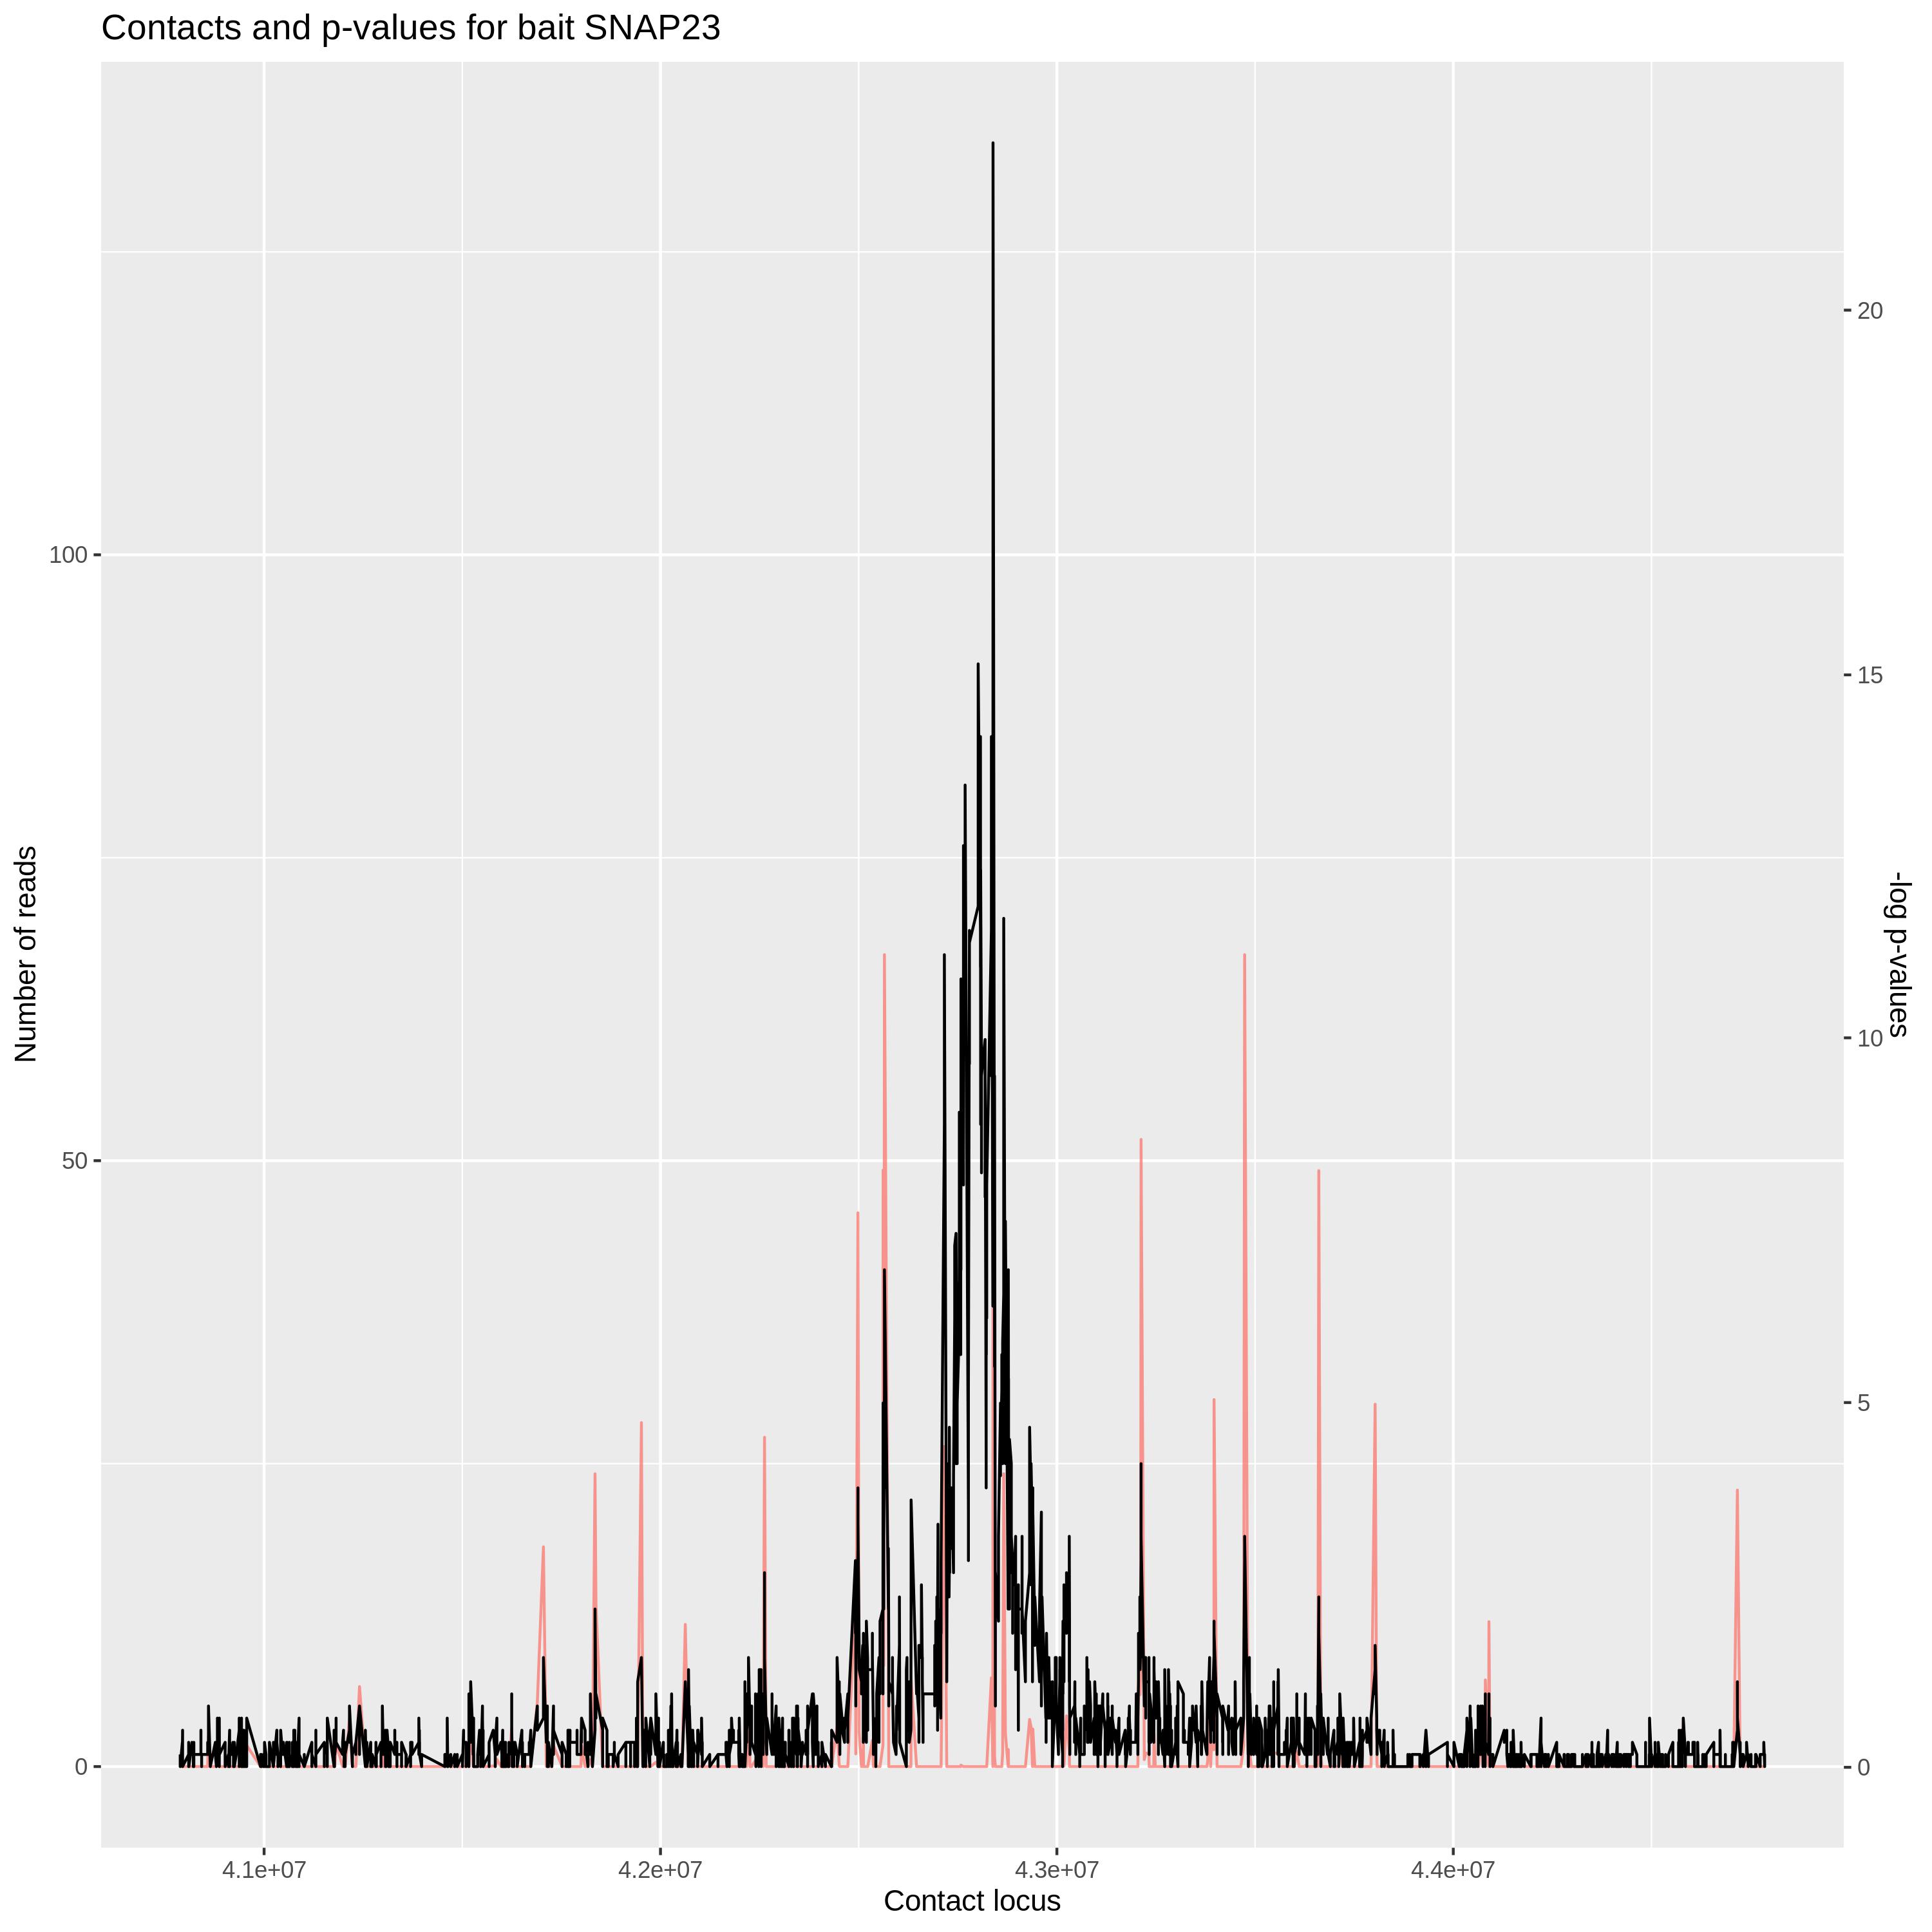 Contacts and p-values for bait SNAP23
Number of reads
100
50
0
20
15
10
5
0
-log p-values
4.1e+07 4.2e+07 4.3e+07 4.4e+07
Contact locus